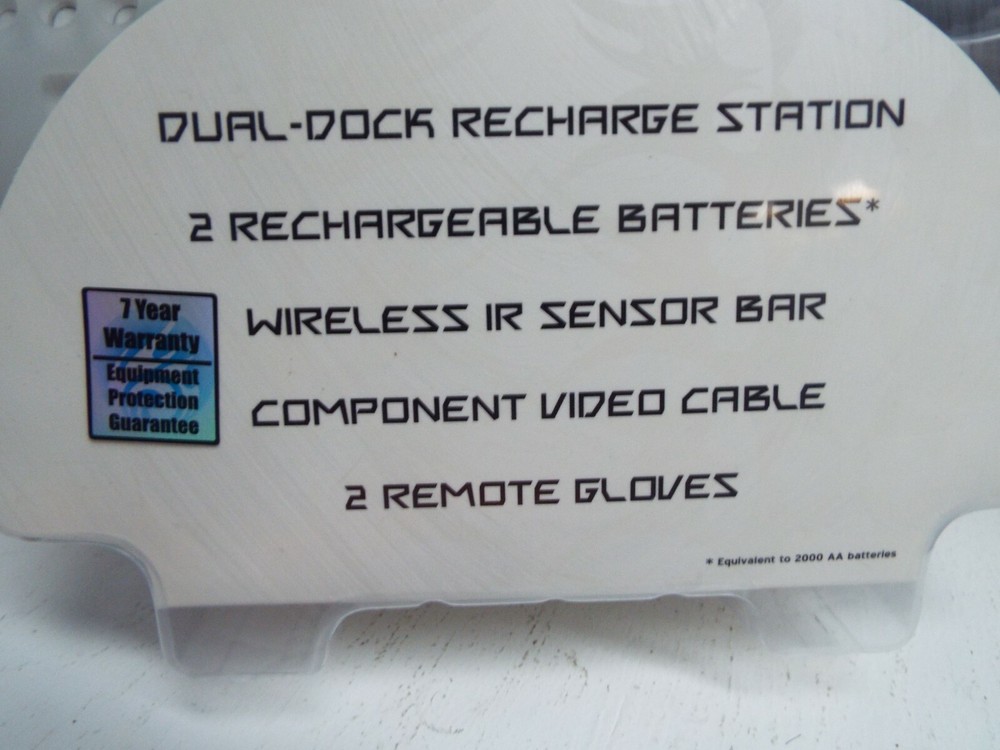 DUAL-DOCK RECHARGE STATION
2 RECHARGEABLE BATTERIES*
WIRELESS IR SENSOR BAR
COMPONENT VIDEO CABLE
2 REMOTE GLOVES
7 Year
Warranty
Equipment
Protection
Guarantee
* Equivalent to 2000 AA batteries